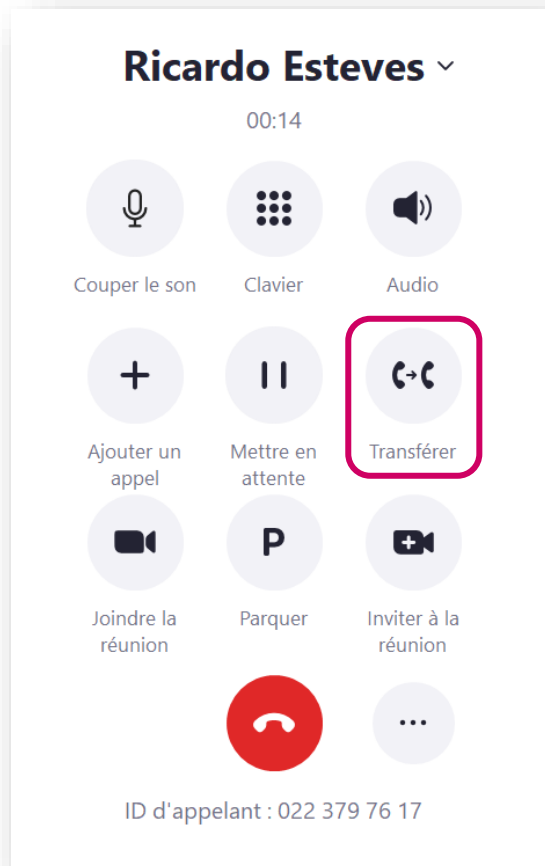 Ricardo Esteves
00:14
Couper le son
Clavier
Audio
Ajouter un
appel
Mettre en
attente
Transférer
Joindre la
réunion
P
Parquer
Inviter à la
réunion
ID d'appelant : 022 379 76 17